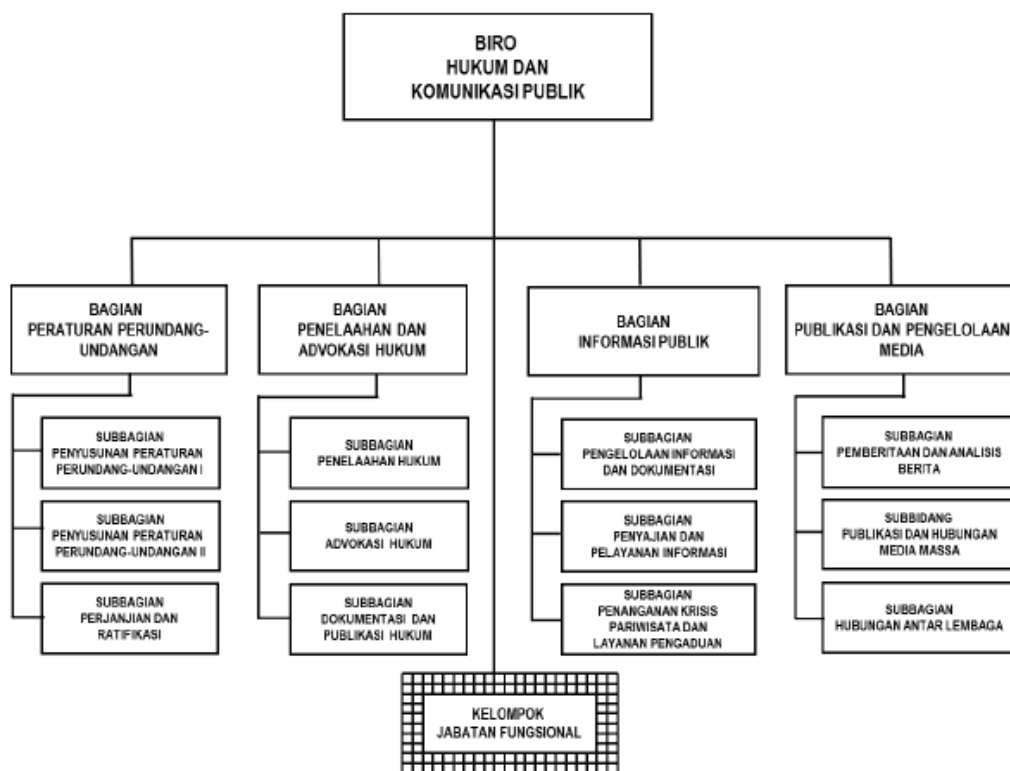 BIRO
HUKUM DAN
KOMUNIKASI PUBLIK
BAGIAN
PERATURAN PERUNDANG-
UNDANGAN
BAGIAN
PENELAAHAN DAN
ADVOKASI HUKUM
BAGIAN
INFORMASI PUBLIK
BAGIAN
PUBLIKASI DAN PENGELOLAAN
MEDIA
SUBBAGIAN
PENYUSUNAN PERATURAN
PERUNDANG-UNDANGAN I
SUBBAGIAN
PENYUSUNAN PERATURAN
PERUNDANG-UNDANGAN II
SUBBAGIAN
PERJANJIAN DAN
RATIFIKASI
SUBBAGIAN
PENELAAHAN HUKUM
SUBBAGIAN
ADVOKASI HUKUM
SUBBAGIAN
DOKUMENTASI DAN
PUBLIKASI HUKUM
SUBBAGIAN
PENGELOLAAN INFORMASI
DAN DOKUMENTASI
SUBBAGIAN
PENYAJIAN DAN
PELAYANAN INFORMASI
SUBBAGIAN
PENANGANAN KRISIS
PARIWISATA DAN
LAYANAN PENGADUAN
SUBBAGIAN
PEMBERITAAN DAN ANALISIS
BERITA
SUBBIDANG
PUBLIKASI DAN HUBUNGAN
MEDIA MASSA
SUBBAGIAN
HUBUNGAN ANTAR LEMBAGA
KELOMPOK
JABATAN FUNGSIONAL